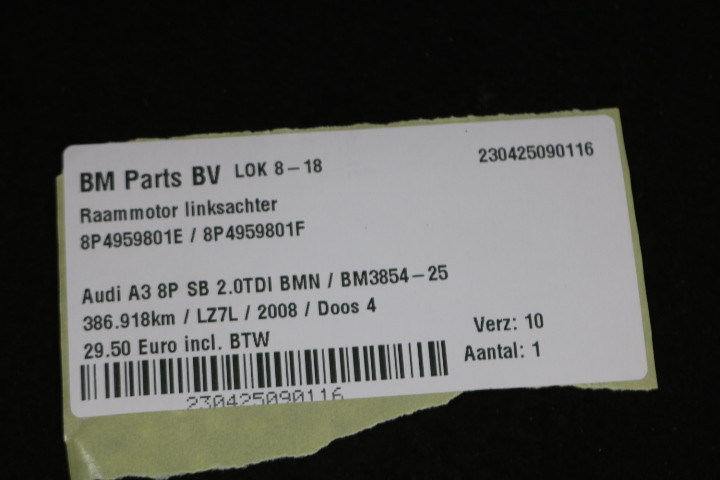 BM Parts BV LOK 8-18
230425090116
Raammotor linksachter
8P4959801E / 8P4959801F
Audi A3 8P SB 2.0TDI BMN / BM3854-25
386.918km / LZ7L / 2008 / Doos 4
29.50 Euro incl. BTW
Verz: 10
Aantal: 1
230425090116